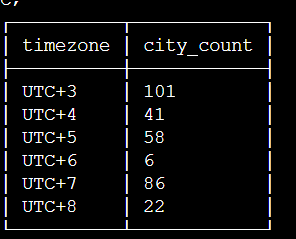 C,
timezone city_count
UTC+3 101
UTC+4 41
UTC+5 58
UTC+6 6
UTC+7 86
UTC+8 22